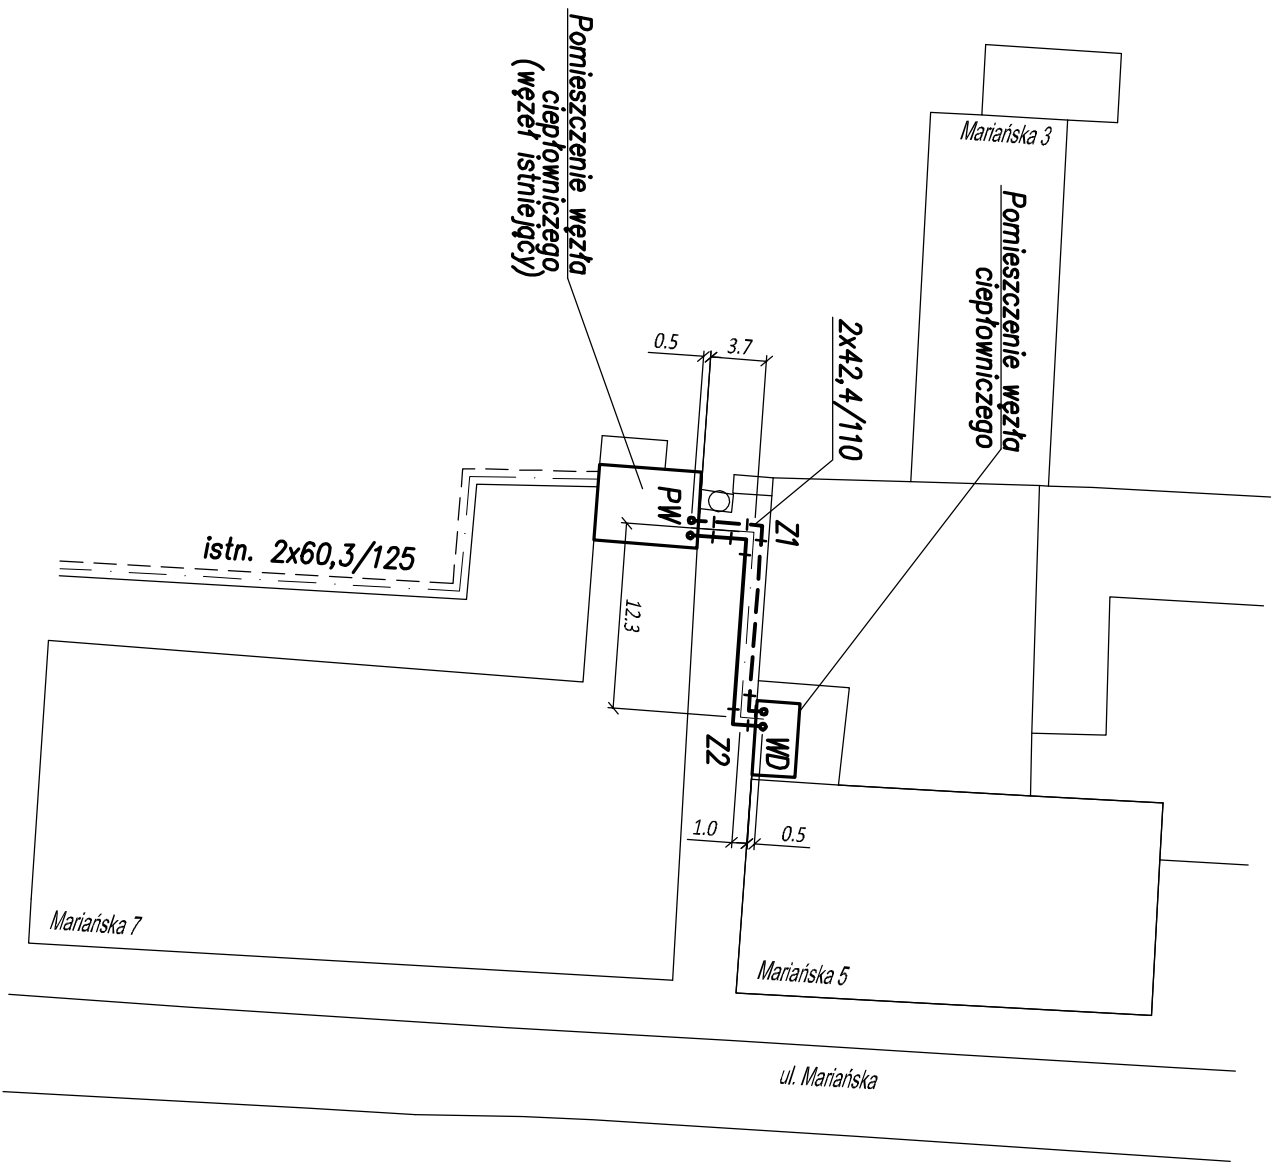 Pomieszczenie węzła
ciepłowniczego
(węzeł istniejący)
Mariańska 3
Pomieszczenie węzła
ciepłowniczego
2x42,4/110
0.5
3.7
PW
Z1
istn. 2x60,3/125
12.3
Z2
WD
1.0
0.5
Mariańska 7
Mariańska 5
ul. Mariańska